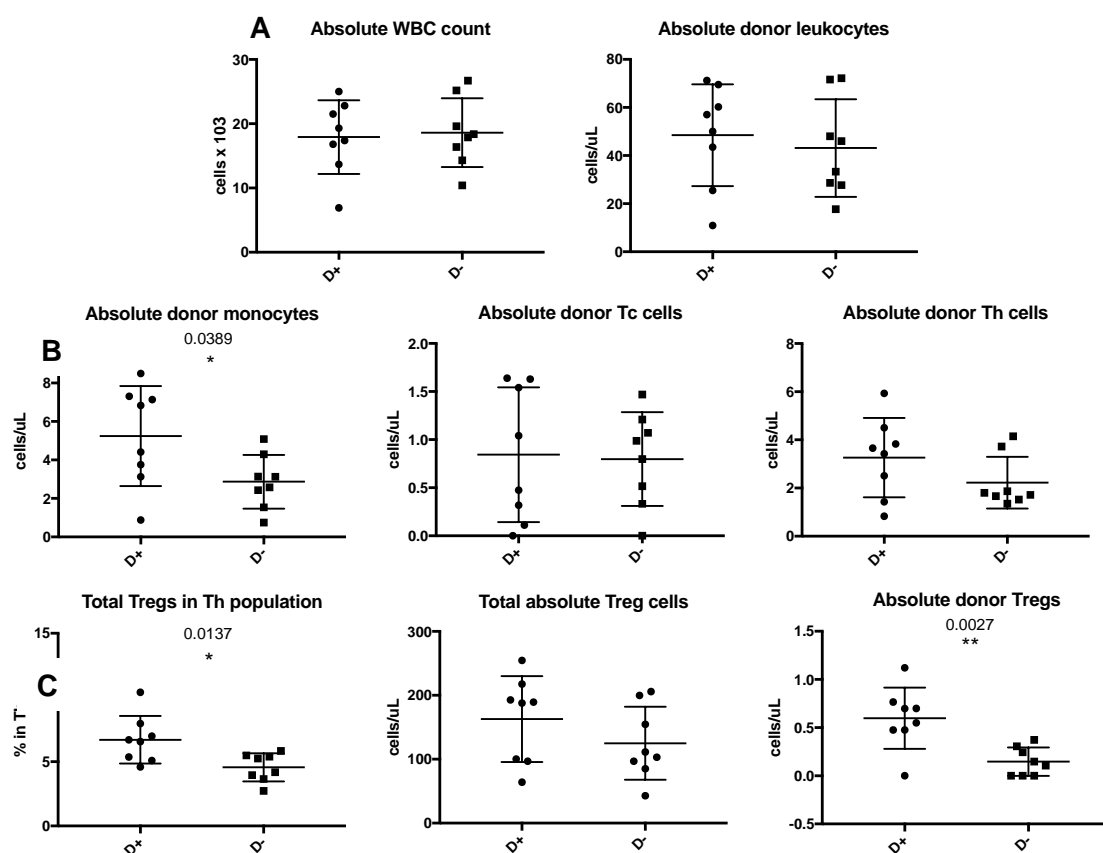 A
Absolute WBC count
Absolute donor leukocytes
30
20
10
0
cells x 103
D+
D-
80
60
40
20
0
cells/uL
D+
D-
B
Absolute donor monocytes
0.0389
*
8
6
4
2
0
cells/uL
D+
D-
Absolute donor Tc cells
2.0
1.5
1.0
0.5
0.0
cells/uL
D+
D-
Absolute donor Th cells
8
6
4
2
0
cells/uL
D+
D-
C
Total Tregs in Th population
0.0137
*
15
5
0
% in
D+
D-
Total absolute Treg cells
300
200
100
0
cells/uL
D+
D-
Absolute donor Tregs
0.0027
**
1.5
1.0
0.5
0.0
-0.5
cells/uL
D+
D-